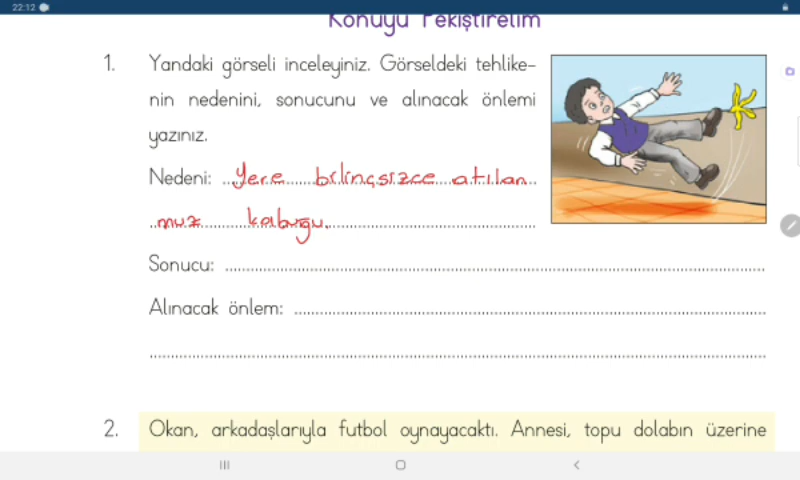 22:12
Konuyu Pekiştirelim
1. Yandaki görseli inceleyiniz. Görseldeki tehlike-
nin nedenini, sonucunu ve alınacak önlemi
yazınız.
Nedeni: Yere bilinçsizce atılan
muz kabuğu.
Sonucu:
Alınacak önlem:
2. Okan, arkadaşlarıyla futbol oynayacaktı. Annesi, topu dolabın üzerine